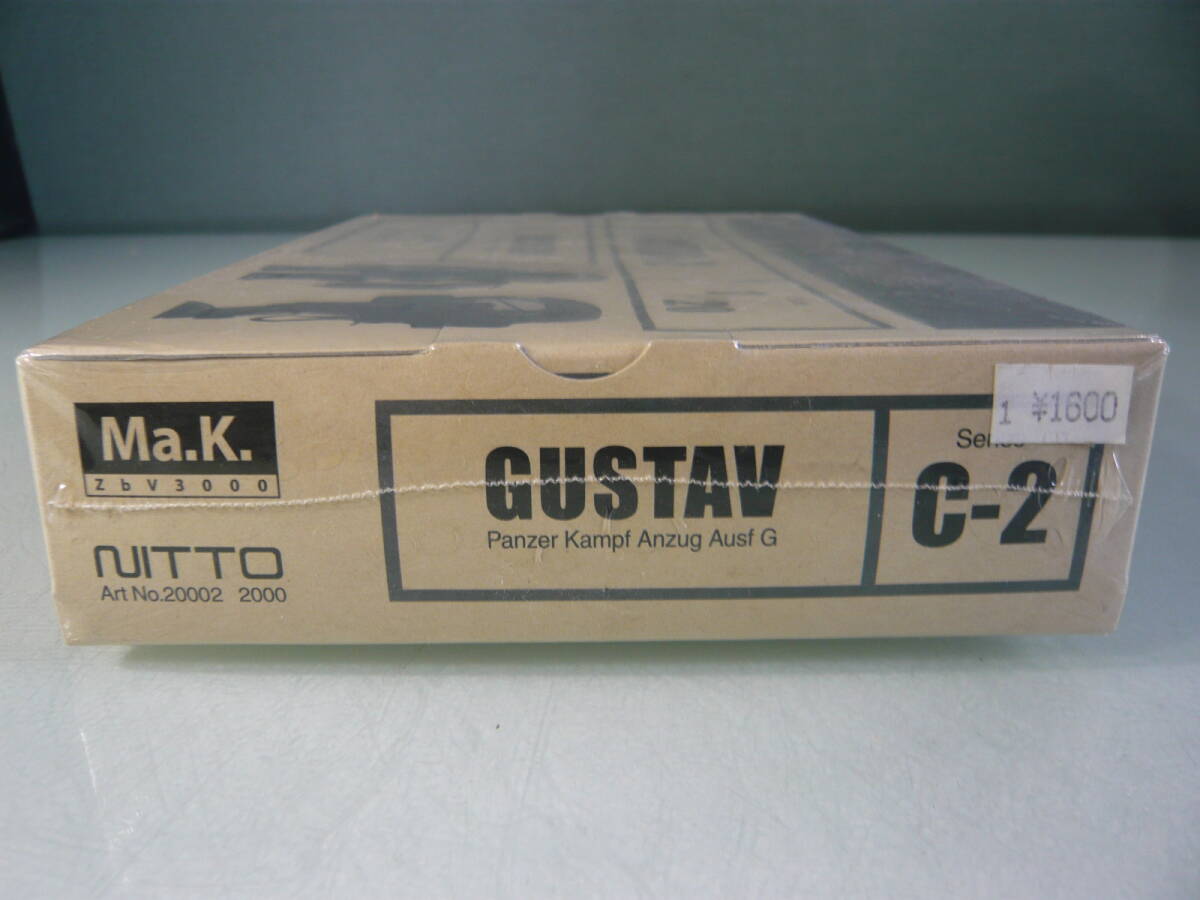 Ma.K.
ZbV3000
NITTO
Art No.20002 2000
GUSTAV
Panzer Kampf Anzug Ausf G
Series
C-2
1 ¥1600